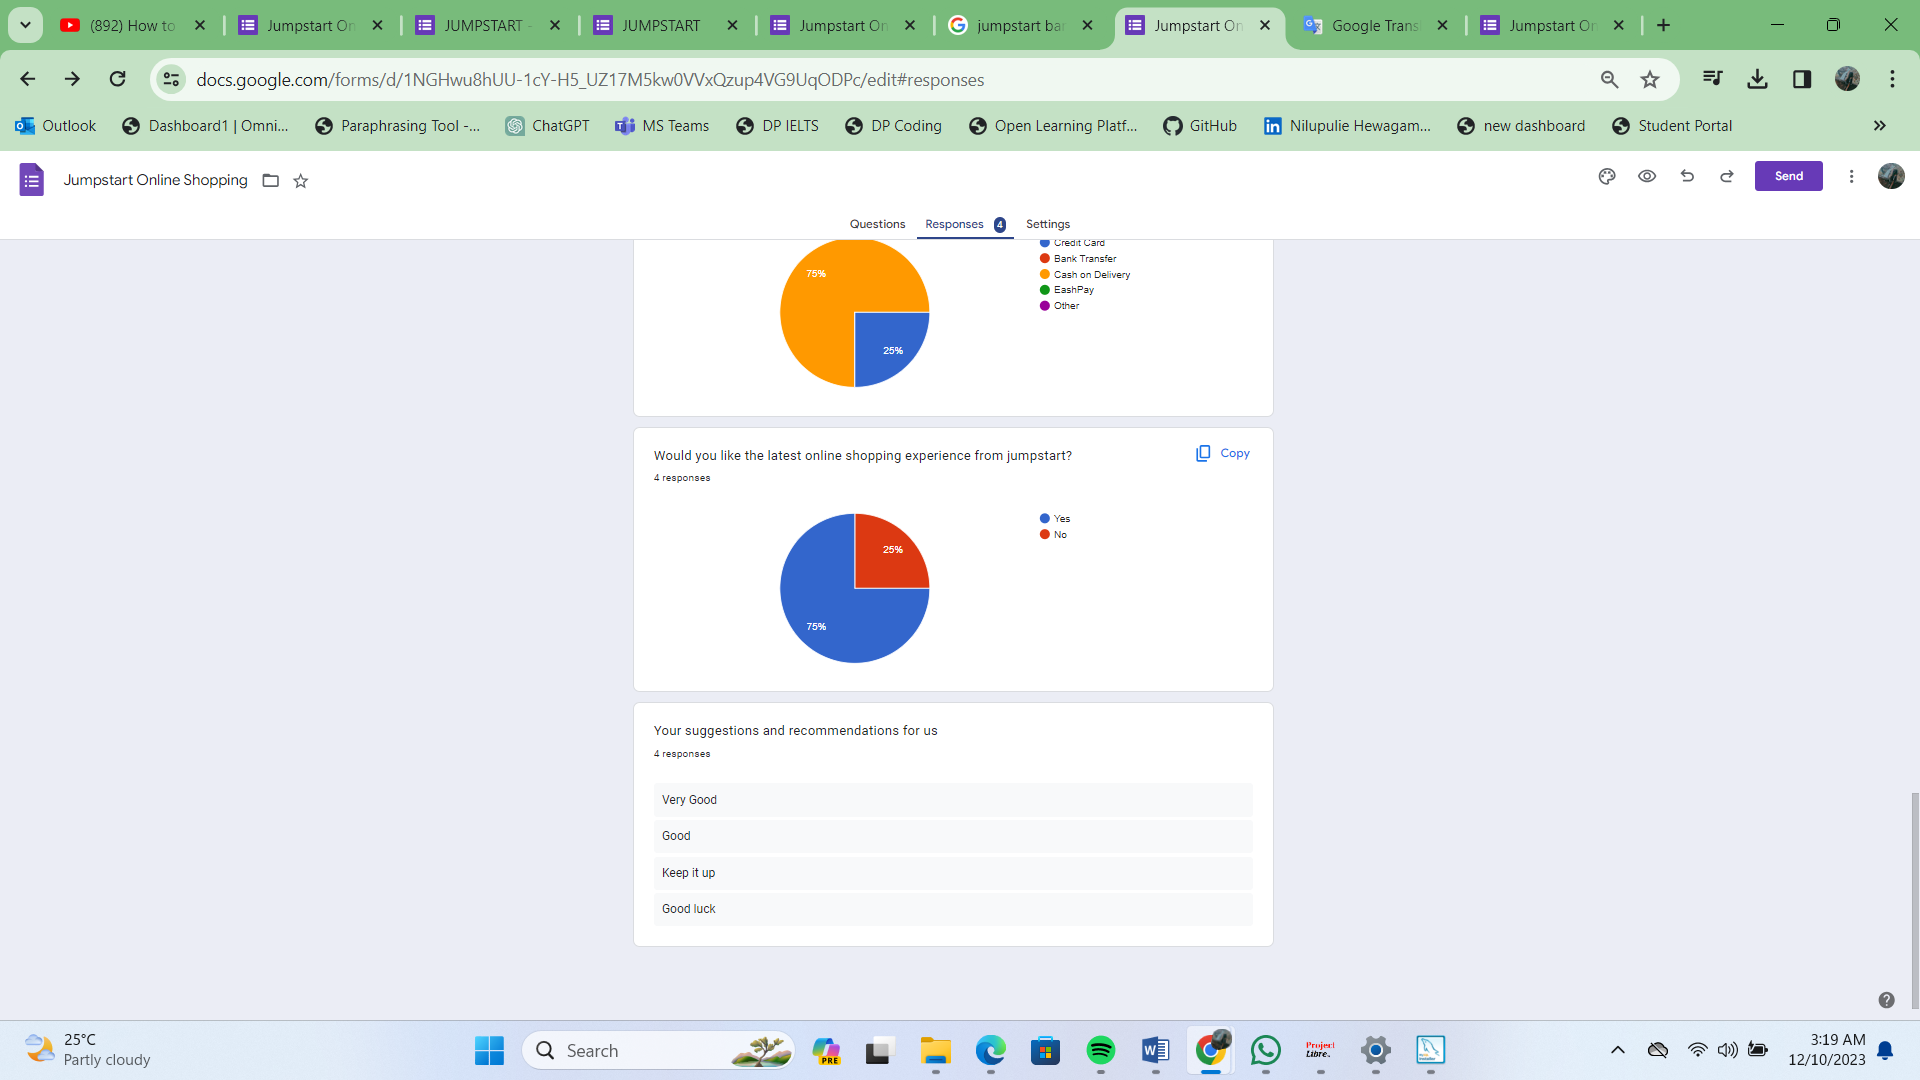 (892) How to
Jumpstart On
JUMPSTART -
JUMPSTART
Jumpstart On
jumpstart bar
Jumpstart On
Google Trans
Jumpstart On
docs.google.com/forms/d/1NGHwu8hUU-1cY-H5_UZ17M5kw0VVxQzup4VG9UqODPc/edit#responses
Outlook
Dashboard1 | Omni...
Paraphrasing Tool -...
ChatGPT
MS Teams
DP IELTS
DP Coding
Open Learning Platf...
GitHub
Nilupulie Hewagam...
new dashboard
Student Portal
Jumpstart Online Shopping
Send
Questions
Responses 4
Settings
75%
25%
Credit Card
Bank Transfer
Cash on Delivery
EashPay
Other
Would you like the latest online shopping experience from jumpstart?
Copy
4 responses
25%
75%
Yes
No
Your suggestions and recommendations for us
4 responses
Very Good
Good
Keep it up
Good luck
25°C
Partly cloudy
Search
PRE
Project
Libre.
3:19 AM
12/10/2023